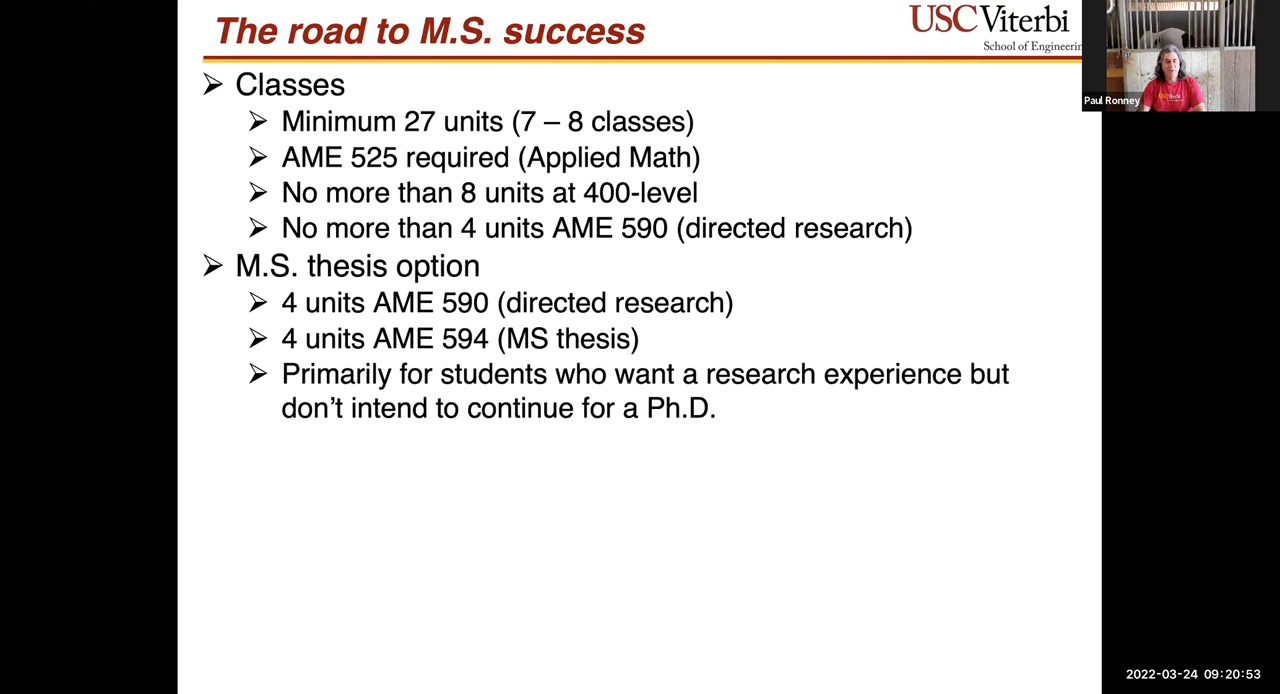 The road to M.S. success
USC Viterbi
School of Engineerin
Paul Ronney
➢ Classes
➢ Minimum 27 units (7 – 8 classes)
➢ AME 525 required (Applied Math)
➢ No more than 8 units at 400-level
➢ No more than 4 units AME 590 (directed research)
➢ M.S. thesis option
➢ 4 units AME 590 (directed research)
➢ 4 units AME 594 (MS thesis)
➢ Primarily for students who want a research experience but
don’t intend to continue for a Ph.D.
2022-03-24 09:20:53